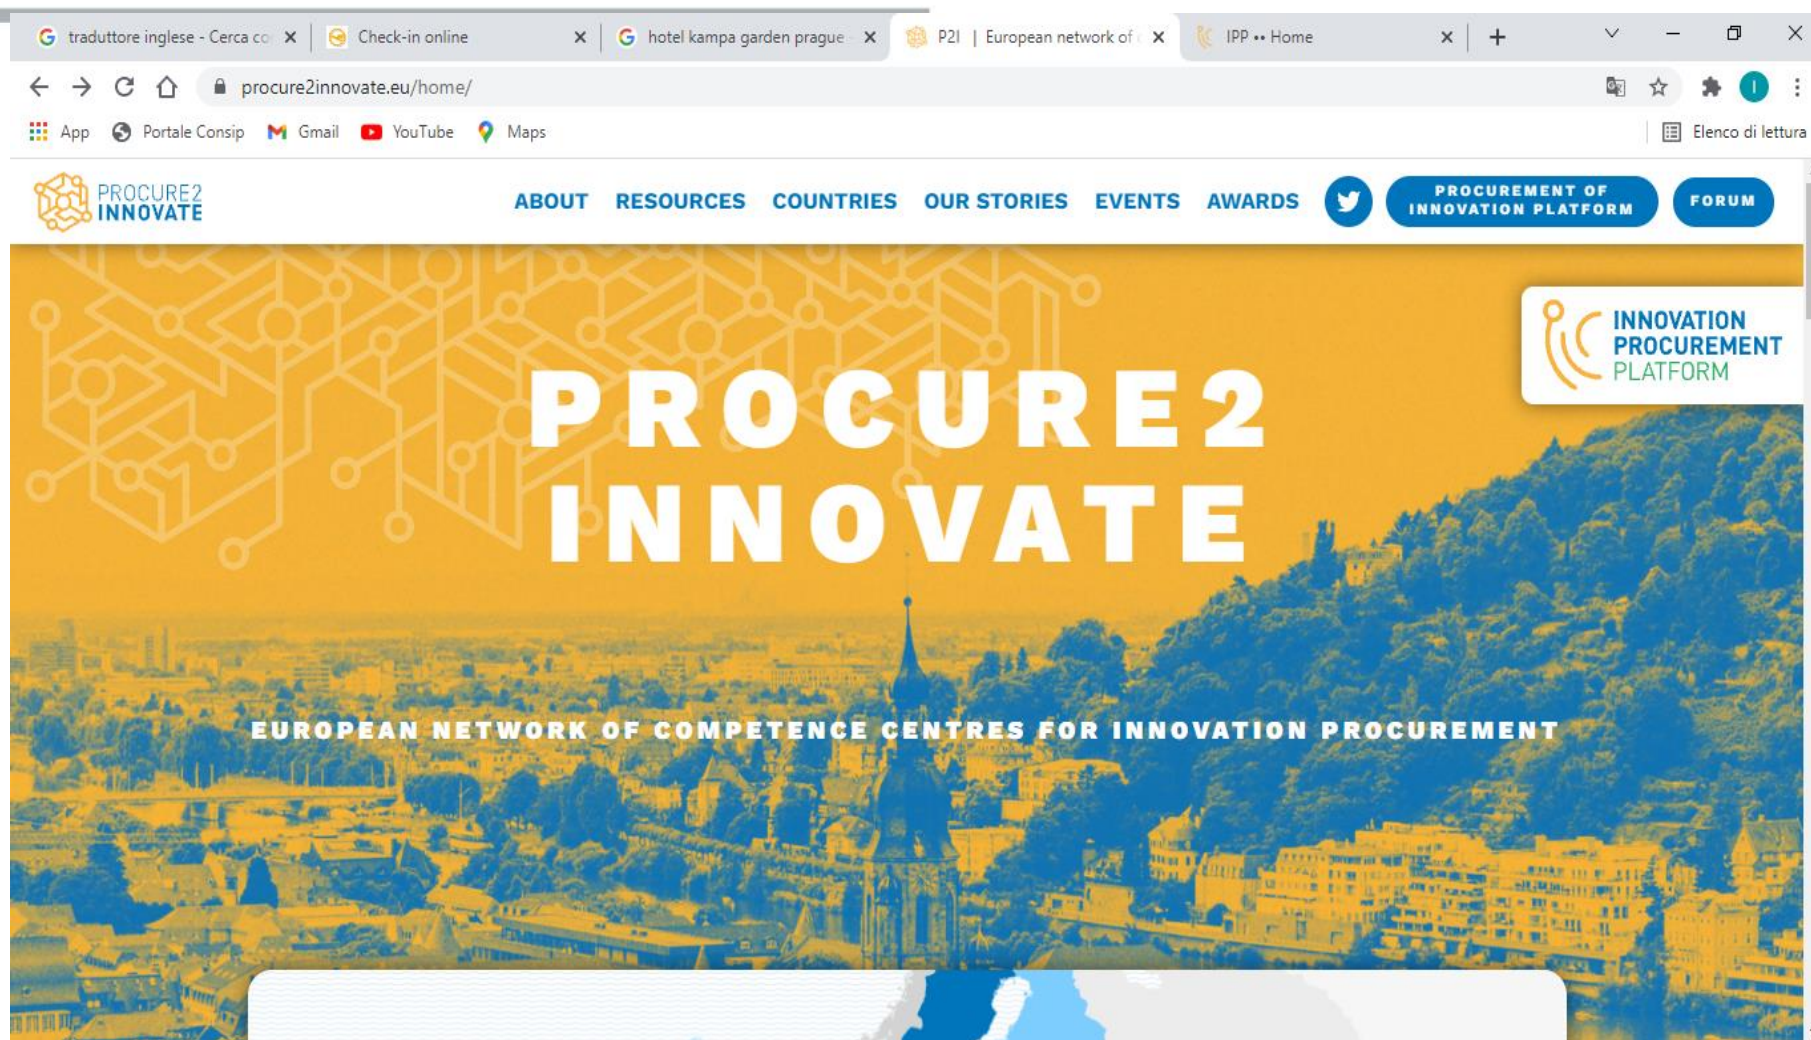 traduttore inglese - Cerca co
Check-in online
hotel kampa garden prague -
P2I | European network of c
IPP •• Home
procure2innovate.eu/home/
I
App
Portale Consip
Gmail
YouTube
Maps
Elenco di lettura
PROCURE2
INNOVATE
ABOUT RESOURCES COUNTRIES OUR STORIES EVENTS AWARDS
PROCUREMENT OF
INNOVATION PLATFORM
FORUM
INNOVATION
PROCUREMENT
PLATFORM
PROCURE2
INNOVATE
EUROPEAN NETWORK OF COMPETENCE CENTRES FOR INNOVATION PROCUREMENT